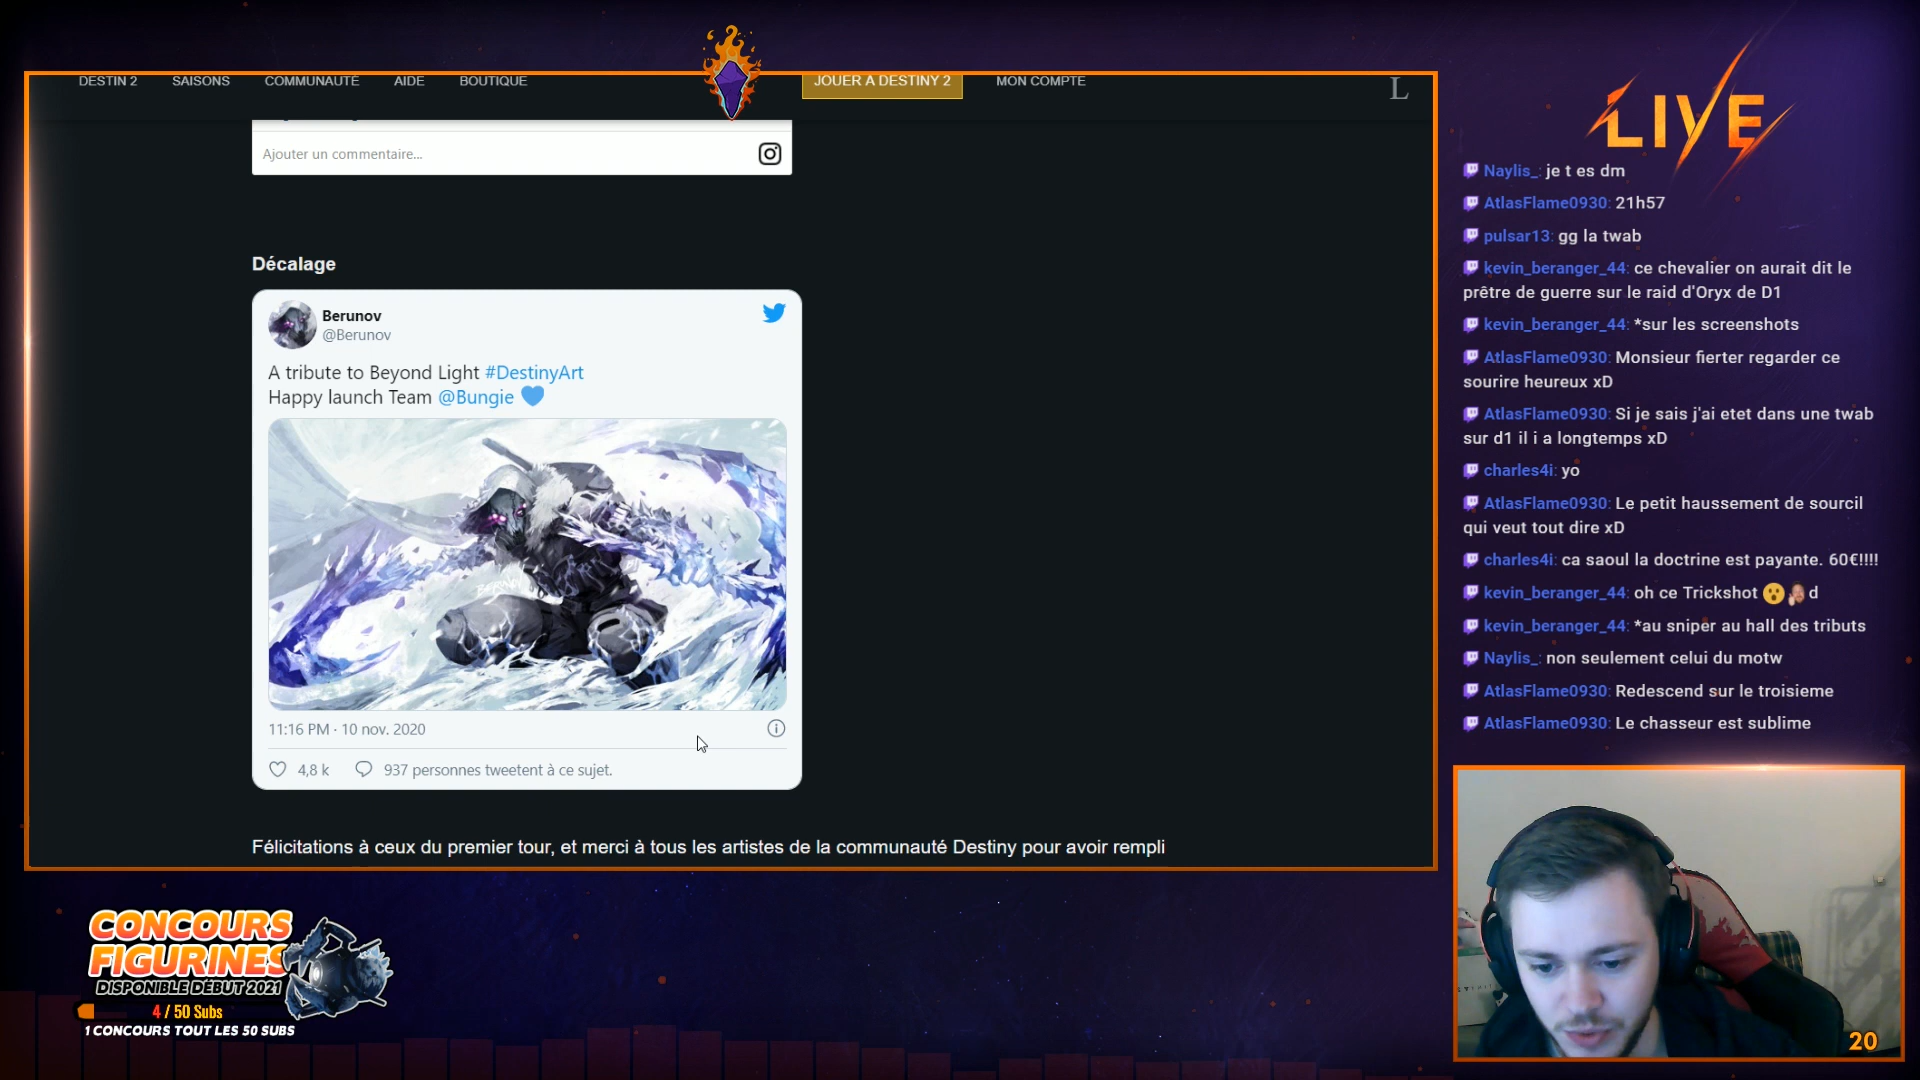 DESTIN 2 SAISONS COMMUNAUTÉ AIDE BOUTIQUE JOUER À DESTINY 2 MON COMPTE L
Ajouter un commentaire...
Décalage
Berunov
@Berunov
A tribute to Beyond Light #DestinyArt
Happy launch Team @Bungie 💙
11:16 PM · 10 nov. 2020
4,8 k 937 personnes tweetent à ce sujet.
Félicitations à ceux du premier tour, et merci à tous les artistes de la communauté Destiny pour avoir rempli
LIVE
Naylis_: je t es dm
AtlasFlame0930: 21h57
pulsar13: gg la twab
kevin_beranger_44: ce chevalier on aurait dit le
prêtre de guerre sur le raid d'Oryx de D1
kevin_beranger_44: *sur les screenshots
AtlasFlame0930: Monsieur fierter regarder ce
sourire heureux xD
AtlasFlame0930: Si je sais j'ai etet dans une twab
sur d1 il i a longtemps xD
charles4i: yo
AtlasFlame0930: Le petit haussement de sourcil
qui veut tout dire xD
charles4i: ca saoul la doctrine est payante. 60€!!!!
kevin_beranger_44: oh ce Trickshot 😮 d
kevin_beranger_44: *au sniper au hall des tributs
Naylis_: non seulement celui du motw
AtlasFlame0930: Redescend sur le troisieme
AtlasFlame0930: Le chasseur est sublime
CONCOURS
FIGURINES
DISPONIBLE DÉBUT 2021
4 / 50 Subs
1 CONCOURS TOUT LES 50 SUBS
20